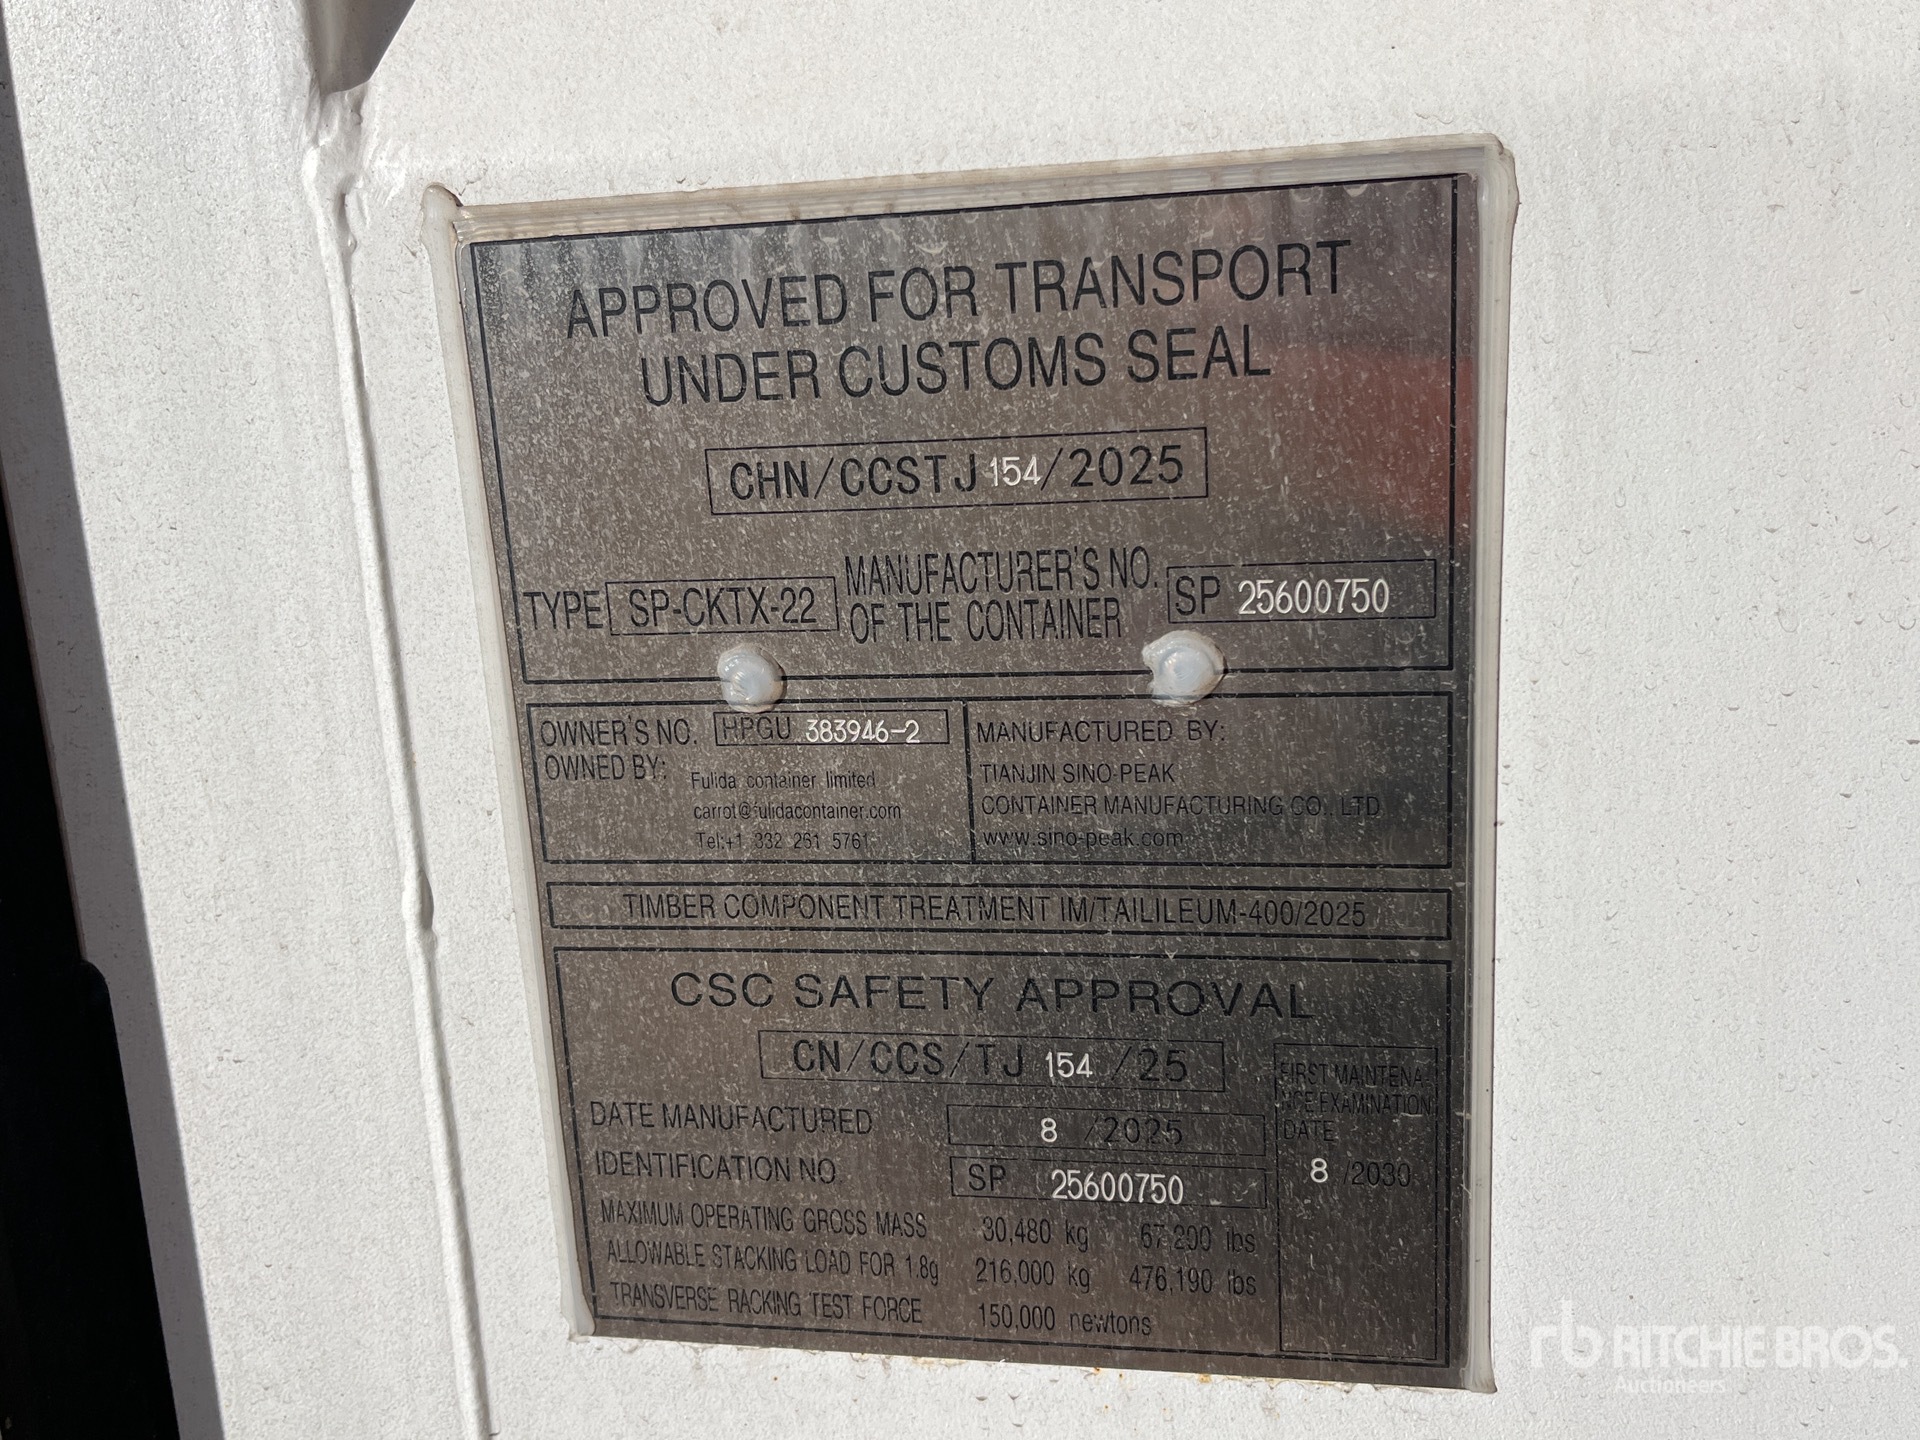 APPROVED FOR TRANSPORT
UNDER CUSTOMS SEAL
CHN/CCSTJ 154/2025
TYPE SP-CKTX-22 MANUFACTURER'S NO. OF THE CONTAINER SP 25600750
OWNER'S NO. HPGU 383946-2
OWNED BY: Fulida container limited
carrot@fulidacontainer.com
Tel:+1 332 261 5761
MANUFACTURED BY:
TIANJIN SINO-PEAK
CONTAINER MANUFACTURING CO., LTD
www.sino-peak.com
TIMBER COMPONENT TREATMENT IM/TAILILEUM-400/2025
CSC SAFETY APPROVAL
CN/CCS/TJ 154 /25
DATE MANUFACTURED 8 /2025
IDENTIFICATION NO. SP 25600750
MAXIMUM OPERATING GROSS MASS 30,480 kg 67,200 lbs
ALLOWABLE STACKING LOAD FOR 1.8g 216,000 kg 476,190 lbs
TRANSVERSE RACKING TEST FORCE 150,000 newtons
FIRST MAINTENA-
NCE EXAMINATION
DATE
8 /2030
rb RITCHIE BROS.
Auctioneers